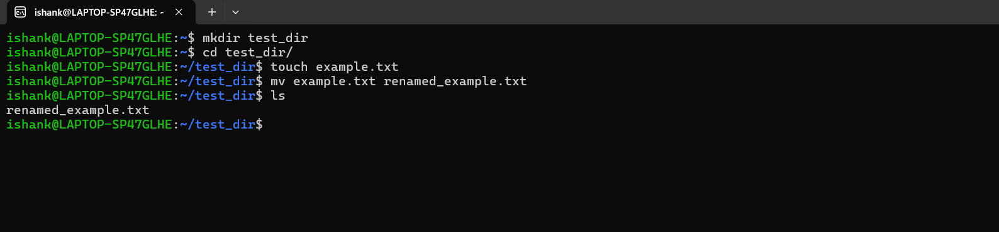 ishank@LAPTOP-SP47GLHE: ~
ishank@LAPTOP-SP47GLHE:~$ mkdir test_dir
ishank@LAPTOP-SP47GLHE:~$ cd test_dir/
ishank@LAPTOP-SP47GLHE:~/test_dir$ touch example.txt
ishank@LAPTOP-SP47GLHE:~/test_dir$ mv example.txt renamed_example.txt
ishank@LAPTOP-SP47GLHE:~/test_dir$ ls
renamed_example.txt
ishank@LAPTOP-SP47GLHE:~/test_dir$